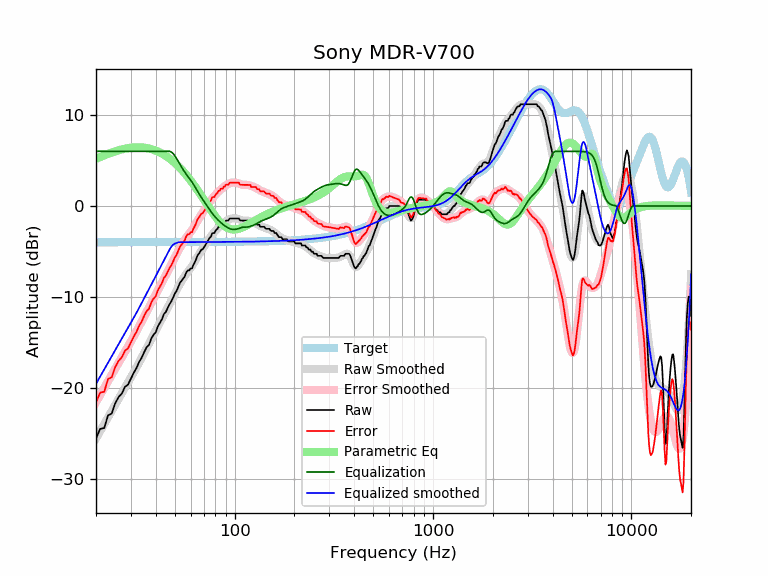 Sony MDR-V700
10
0
−10
−20
−30
Amplitude (dBr)
Target
Raw Smoothed
Error Smoothed
Raw
Error
Parametric Eq
Equalization
Equalized smoothed
100
1000
10000
Frequency (Hz)